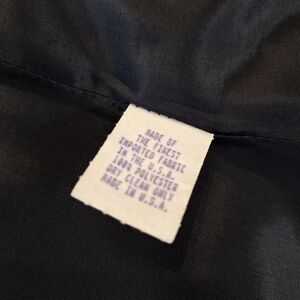 MADE OF
THE FINEST
IMPORTED FABRIC
IN THE U.S.A.
100% POLYESTER
DRY CLEAN ONLY
MADE IN U.S.A.